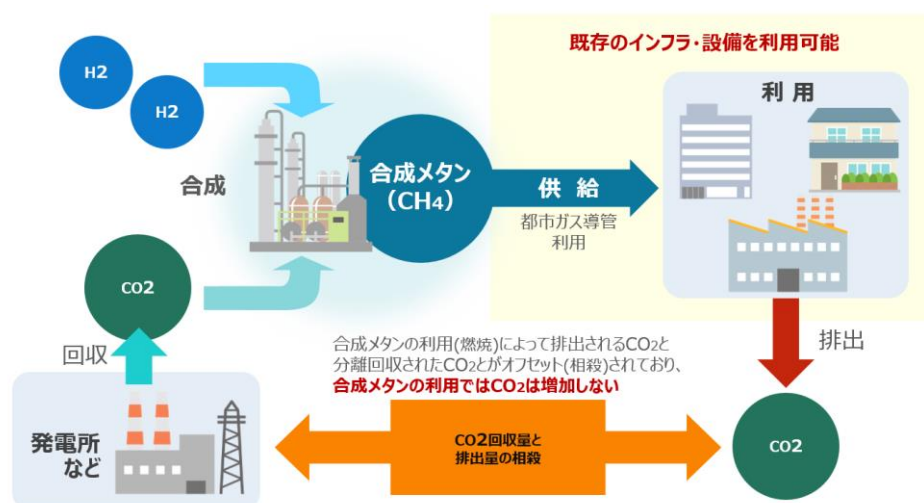 既存のインフラ・設備を利用可能
H2
H2
利用
合成
合成メタン
（CH4）
供給
都市ガス導管
利用
CO2
回収
合成メタンの利用(燃焼)によって排出されるCO2と
分離回収されたCO2とがオフセット(相殺)されており、
合成メタンの利用ではCO2は増加しない
排出
発電所
など
CO2回収量と
排出量の相殺
CO2